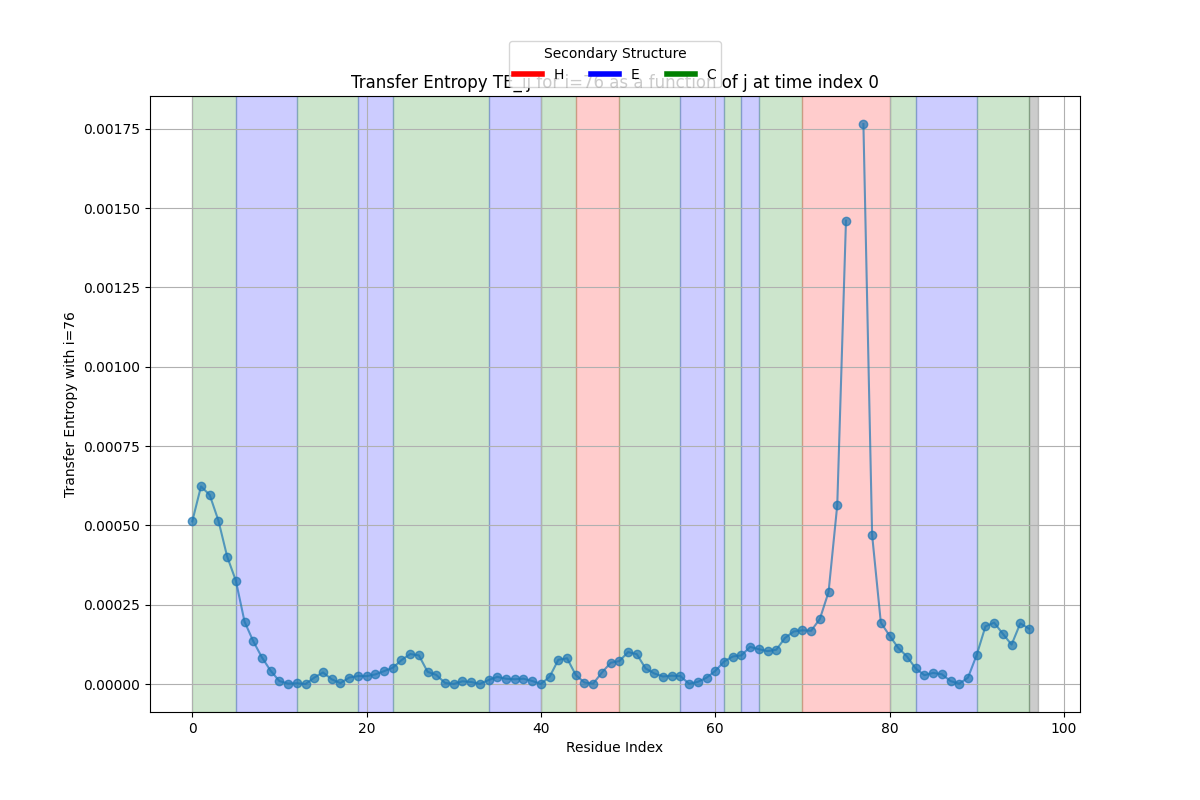 Secondary Structure
H E C
Transfer Entropy TE_ij for i=76 as a function of j at time index 0
0.00175
0.00150
0.00125
0.00100
0.00075
0.00050
0.00025
0.00000
Transfer Entropy with i=76
0 20 40 60 80 100
Residue Index